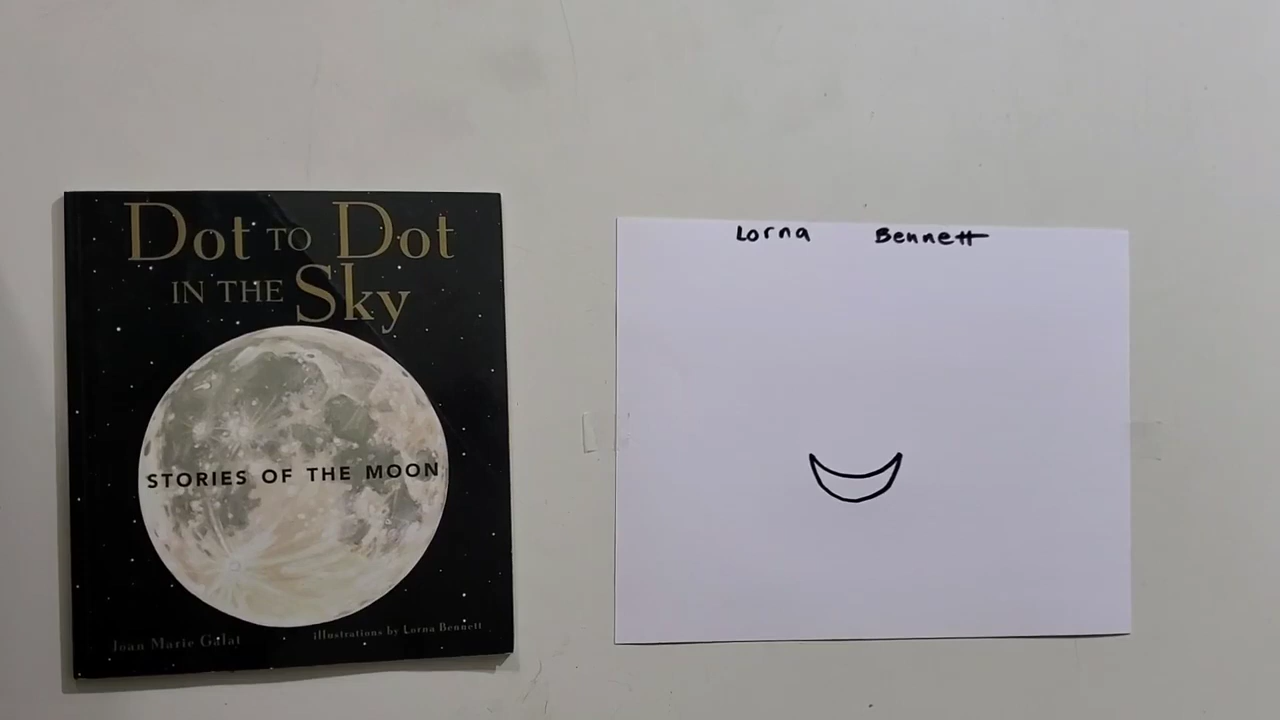 Dot to Dot
in the Sky
STORIES OF THE MOON
Joan Marie Galat
illustrations by Lorna Bennett
Lorna Bennett